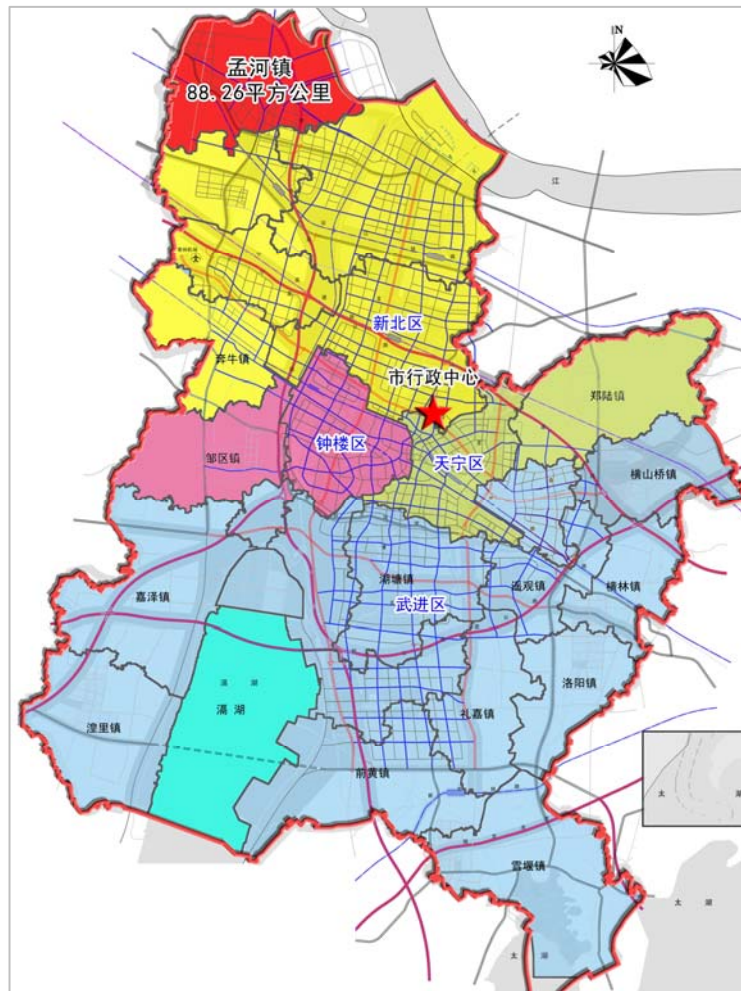 N
孟河镇
88.26平方公里
江
新北区
奔牛镇
市行政中心
郑陆镇
钟楼区
天宁区
邹区镇
横山桥镇
湖塘镇
遥观镇
横林镇
嘉泽镇
武进区
滆 湖
滆 湖
洛阳镇
礼嘉镇
湟里镇
前黄镇
太 湖
雪堰镇
太 湖
太 湖